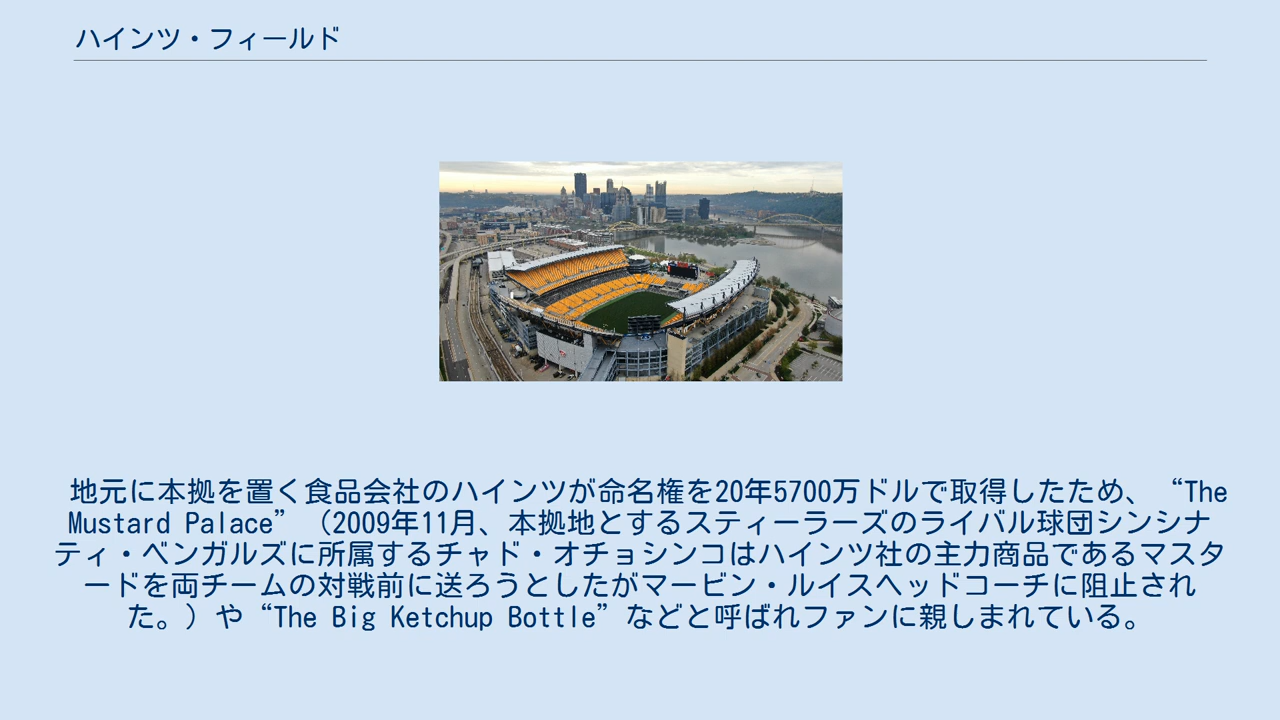 ハインツ・フィールド
地元に本拠を置く食品会社のハインツが命名権を20年5700万ドルで取得したため、“The
Mustard Palace”（2009年11月、本拠地とするスティーラーズのライバル球団シンシナ
ティ・ベンガルズに所属するチャド・オチョシンコはハインツ社の主力商品であるマスタ
ードを両チームの対戦前に送ろうとしたがマービン・ルイスヘッドコーチに阻止され
た。）や“The Big Ketchup Bottle”などと呼ばれファンに親しまれている。